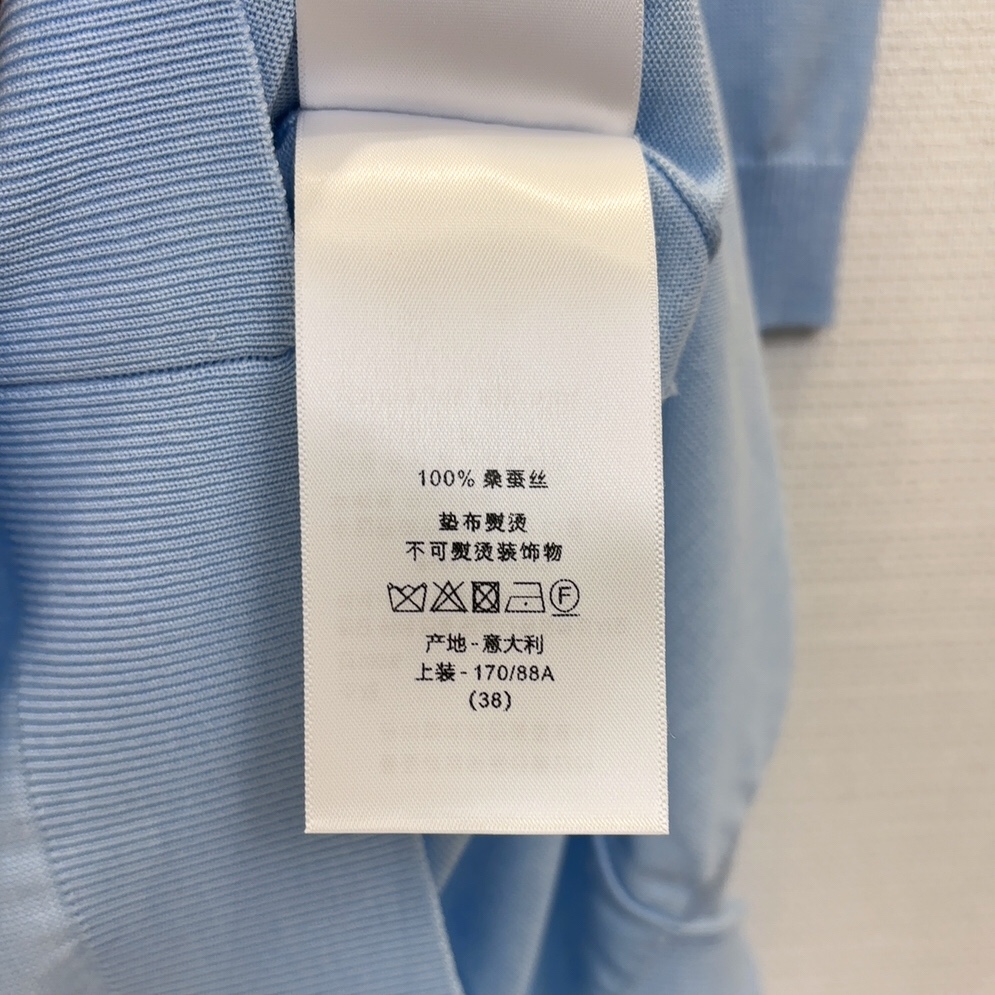 100% 桑蚕丝
垫布熨烫
不可熨烫装饰物
F
产地-意大利
上装-170/88A
(38)